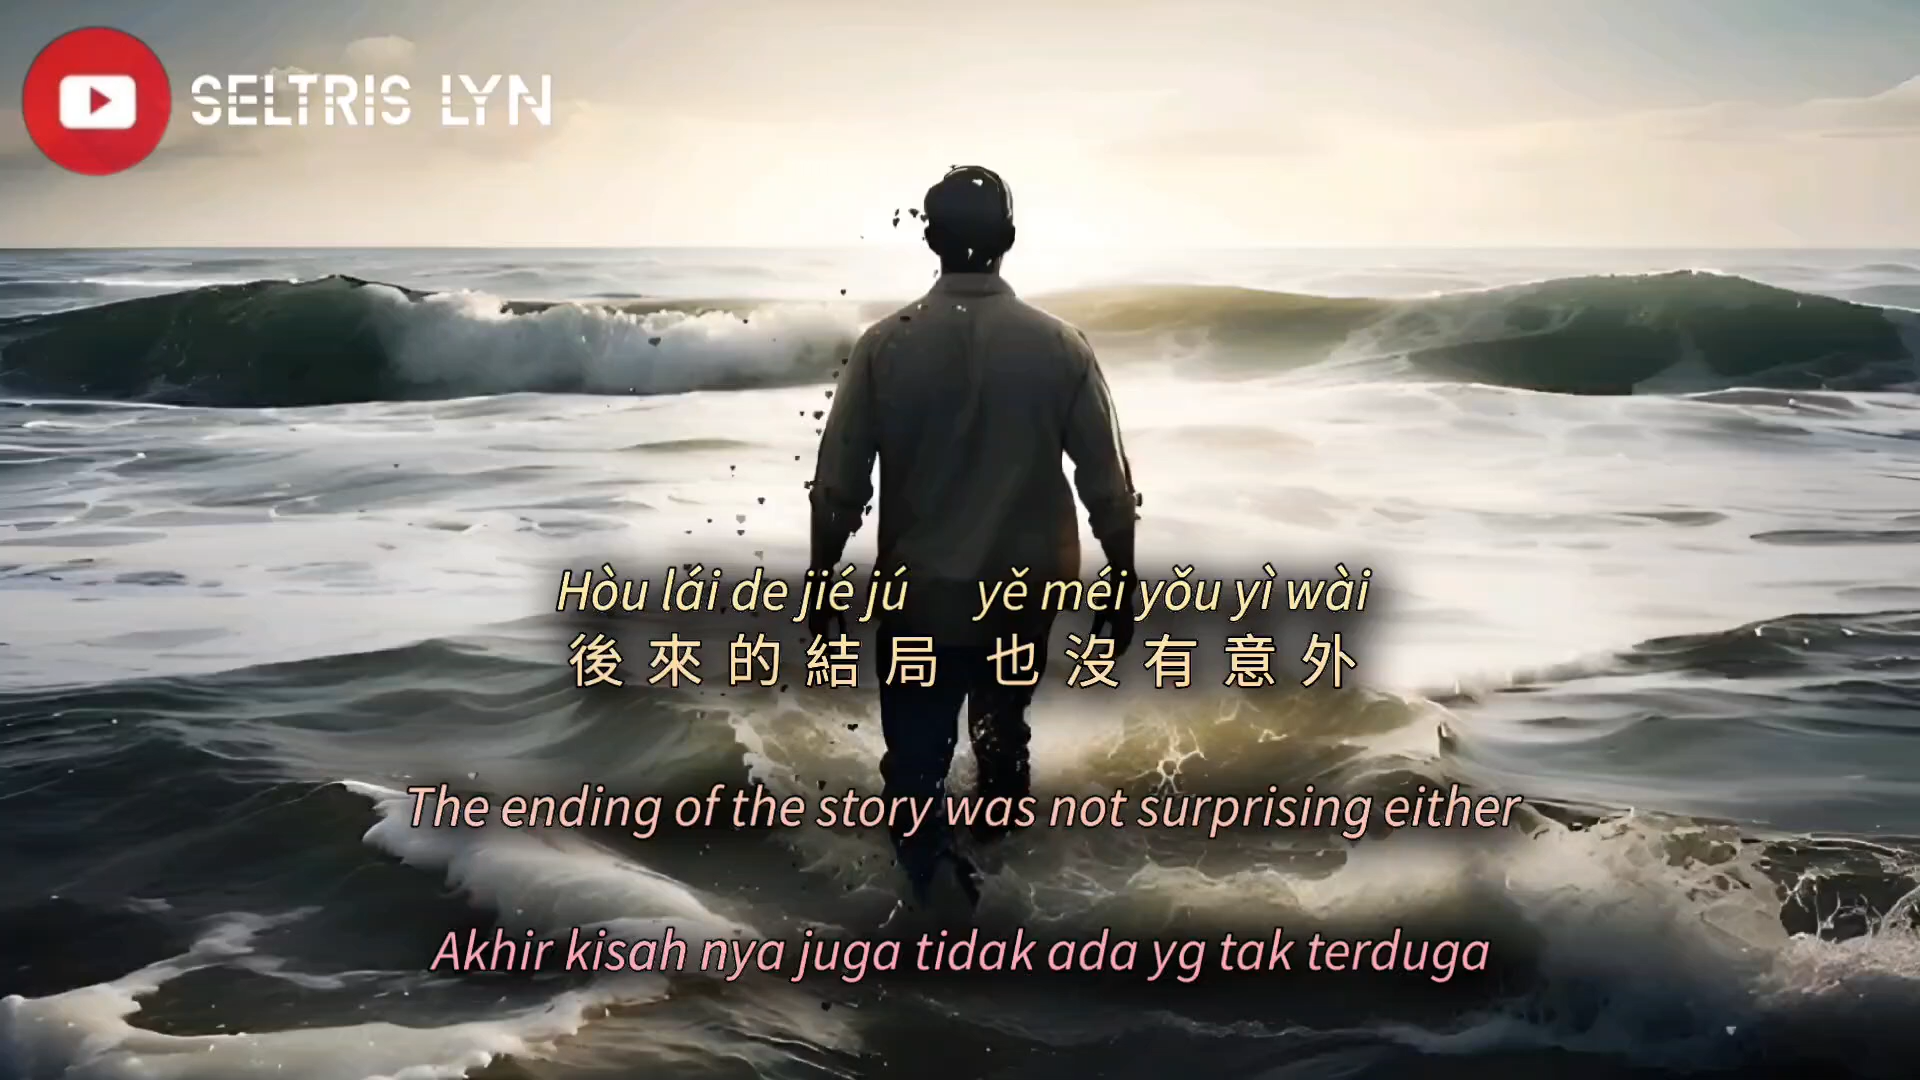 SELTRIS LYN
Hòu lái de jié jú yě méi yǒu yì wài
後來的結局 也沒有意外
The ending of the story was not surprising either
Akhir kisah nya juga tidak ada yg tak terduga